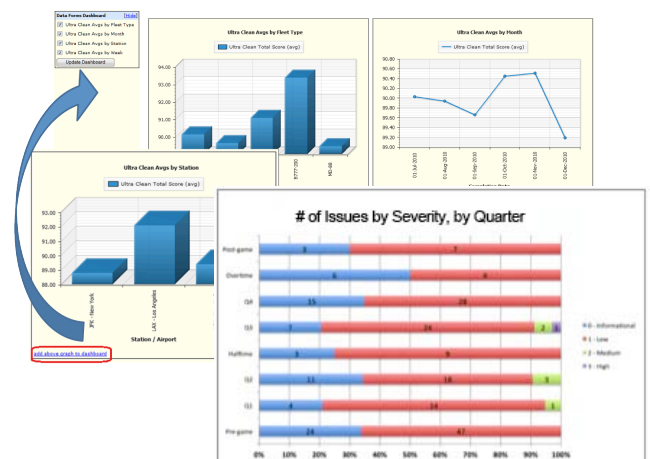 Data Forms Dashboard [Hide]
Ultra Clean Avgs by Fleet Type
Ultra Clean Avgs by Month
Ultra Clean Avgs by Station
Ultra Clean Avgs by Week
Update Dashboard
Ultra Clean Avgs by Fleet Type
Ultra Clean Total Score (avg)
94.00
93.00
92.00
91.00
90.00
B777-200
MD-88
Ultra Clean Avgs by Month
Ultra Clean Total Score (avg)
90.80
90.60
90.40
90.20
90.00
89.80
89.60
89.40
89.20
89.00
01-Jul-2010
01-Aug-2010
01-Sep-2010
01-Oct-2010
01-Nov-2010
01-Dec-2010
Ultra Clean Avgs by Station
Ultra Clean Total Score (avg)
93.00
92.00
91.00
90.00
89.00
88.00
JFK - New York
LAX - Los Angeles
Station / Airport
add above graph to dashboard
# of Issues by Severity, by Quarter
Post-game 3 7
Overtime 6 6
Q4 15 28
Q3 7 24 2 1
Halftime 3 9
Q2 11 18 3
Q1 4 14 1
Pre-game 24 47
0% 10% 20% 30% 40% 50% 60% 70% 80% 90% 100%
0 - Informational
1 - Low
2 - Medium
3 - High